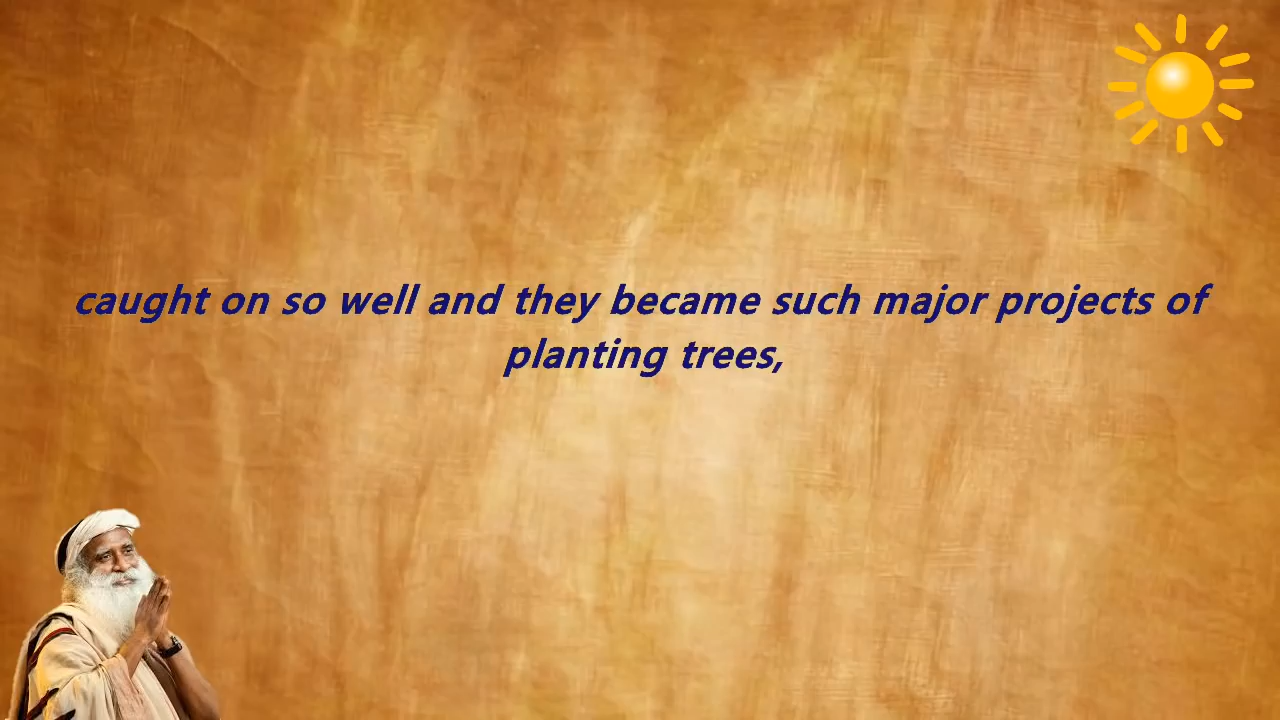 caught on so well and they became such major projects of
planting trees,